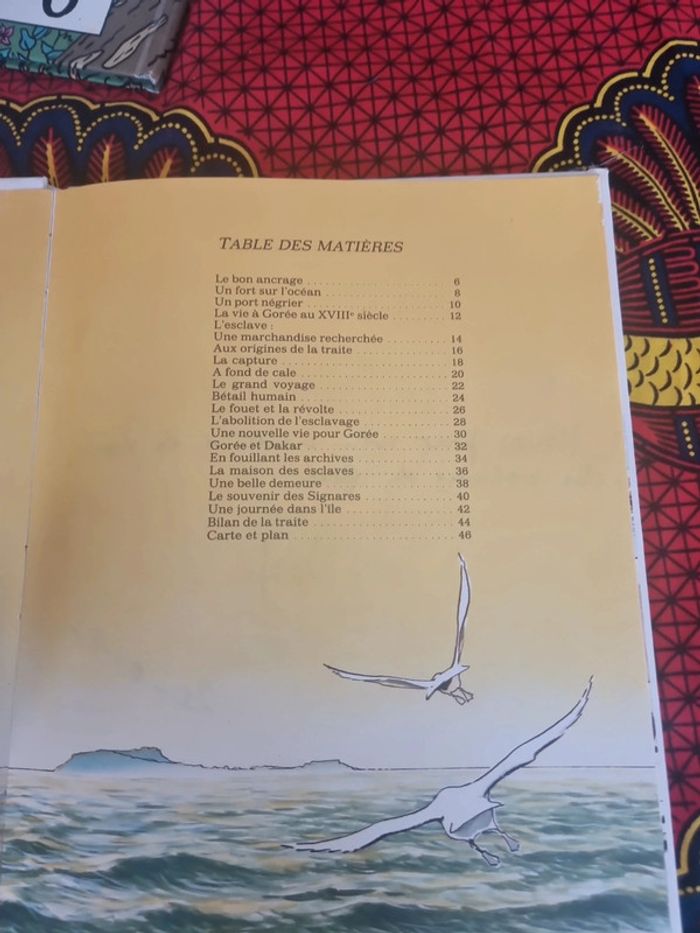 TABLE DES MATIÈRES
Le bon ancrage 6
Un fort sur l'océan 8
Un port négrier 10
La vie à Gorée au XVIIIe siècle 12
L'esclave :
Une marchandise recherchée 14
Aux origines de la traite 16
La capture 18
A fond de cale 20
Le grand voyage 22
Bétail humain 24
Le fouet et la révolte 26
L'abolition de l'esclavage 28
Une nouvelle vie pour Gorée 30
Gorée et Dakar 32
En fouillant les archives 34
La maison des esclaves 36
Une belle demeure 38
Le souvenir des Signares 40
Une journée dans l'île 42
Bilan de la traite 44
Carte et plan 46